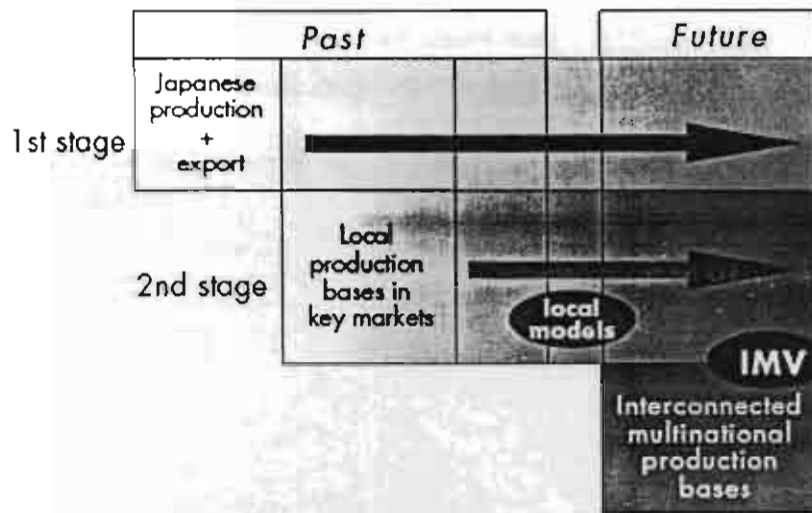 Past
Future
1st stage
Japanese
production
+
export
2nd stage
Local
production
bases in
key markets
local
models
IMV
Interconnected
multinational
production
bases